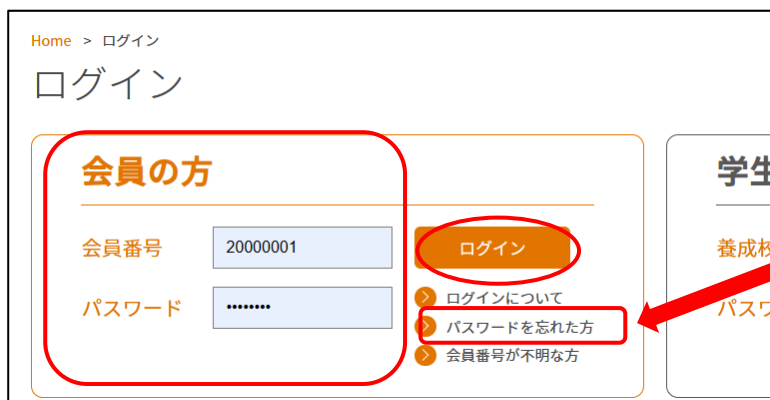 Home > ログイン
ログイン
会員の方
会員番号 20000001 ログイン
パスワード ••••••••
ログインについて
パスワードを忘れた方
会員番号が不明な方
学生
養成校
パスワ